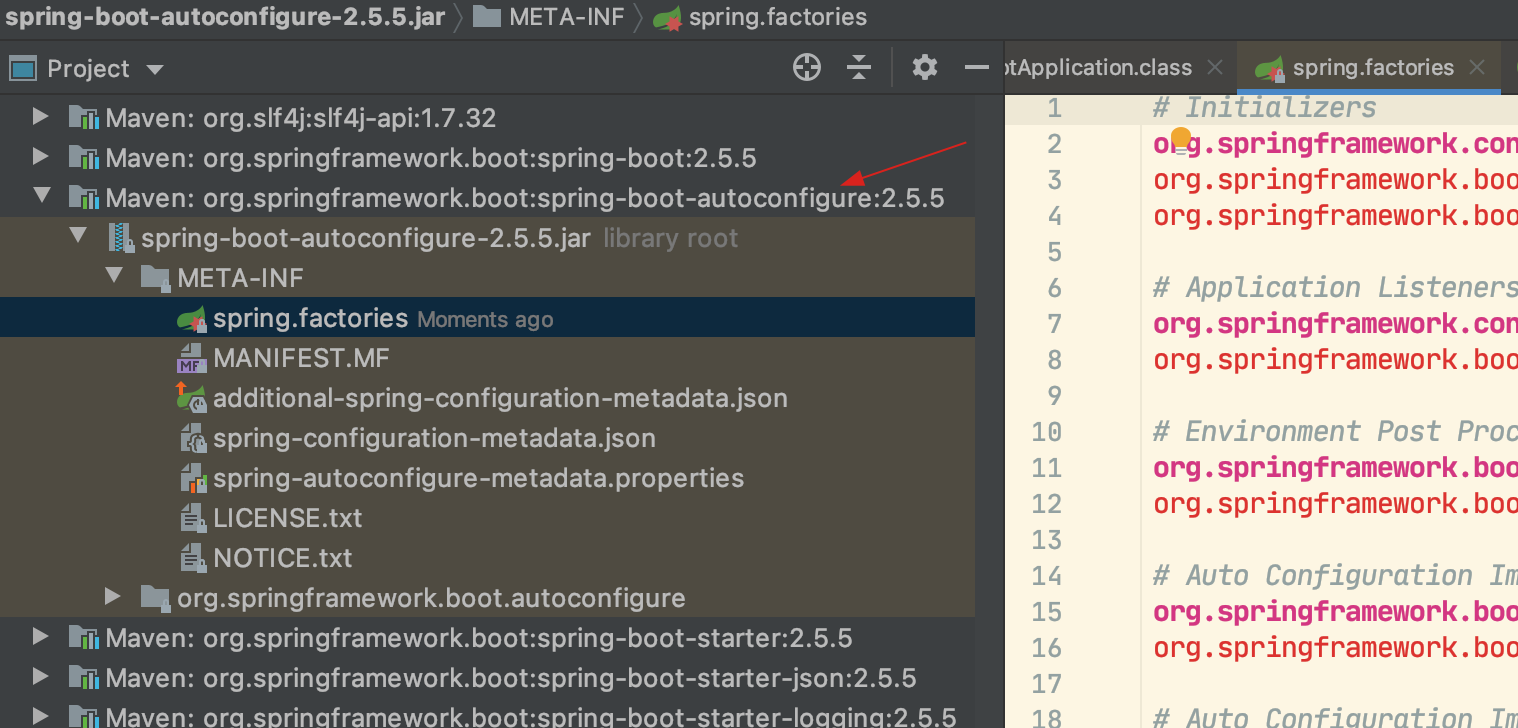 spring-boot-autoconfigure-2.5.5.jar META-INF spring.factories
Project
Maven: org.slf4j:slf4j-api:1.7.32
Maven: org.springframework.boot:spring-boot:2.5.5
Maven: org.springframework.boot:spring-boot-autoconfigure:2.5.5
spring-boot-autoconfigure-2.5.5.jar library root
META-INF
spring.factories Moments ago
MANIFEST.MF
additional-spring-configuration-metadata.json
spring-configuration-metadata.json
spring-autoconfigure-metadata.properties
LICENSE.txt
NOTICE.txt
org.springframework.boot.autoconfigure
Maven: org.springframework.boot:spring-boot-starter:2.5.5
Maven: org.springframework.boot:spring-boot-starter-json:2.5.5
Maven: org.springframework.boot:spring-boot-starter-logging:2.5.5
otApplication.class spring.factories
1 # Initializers
2 org.springframework.con
3 org.springframework.boo
4 org.springframework.boo
5
6 # Application Listeners
7 org.springframework.con
8 org.springframework.boo
9
10 # Environment Post Proc
11 org.springframework.boo
12 org.springframework.boo
13
14 # Auto Configuration Im
15 org.springframework.boo
16 org.springframework.boo
17
18 # Auto Configuration Im